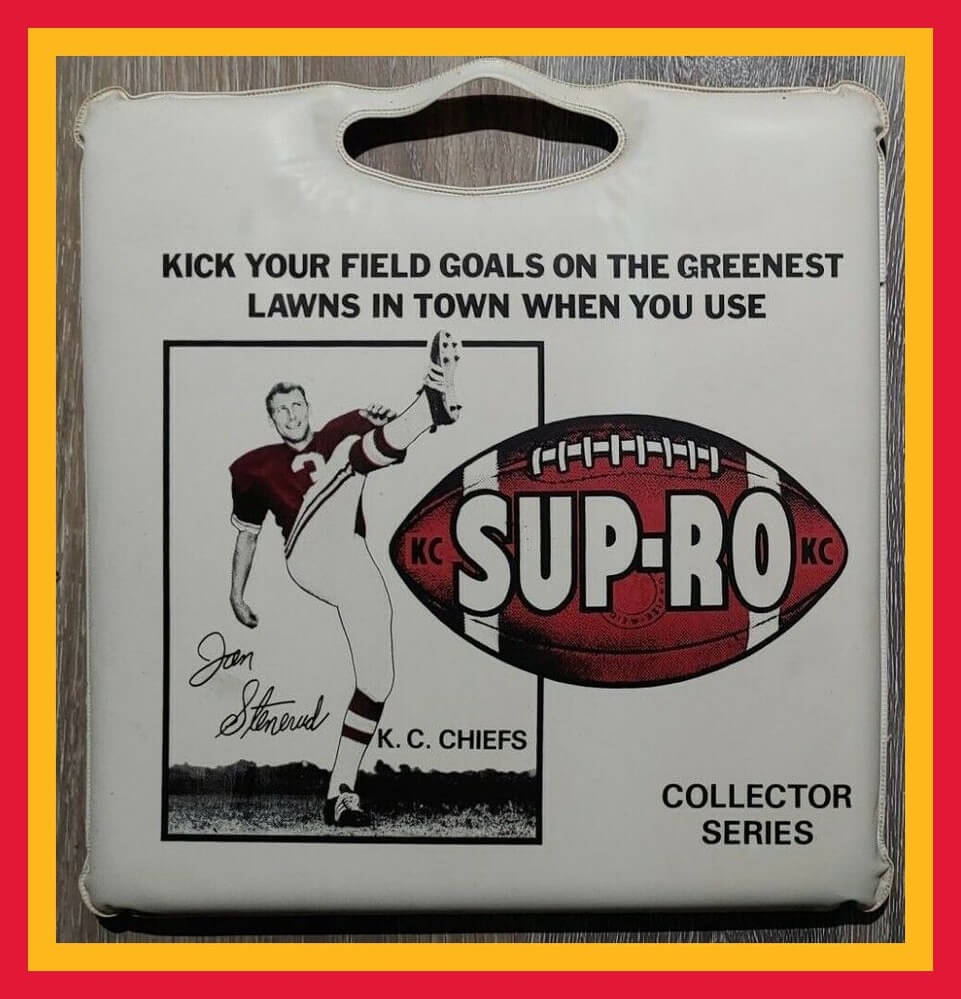 KICK YOUR FIELD GOALS ON THE GREENEST
LAWNS IN TOWN WHEN YOU USE
3
KC SUP-RO KC
Jan
Stenerud
K. C. CHIEFS
COLLECTOR
SERIES